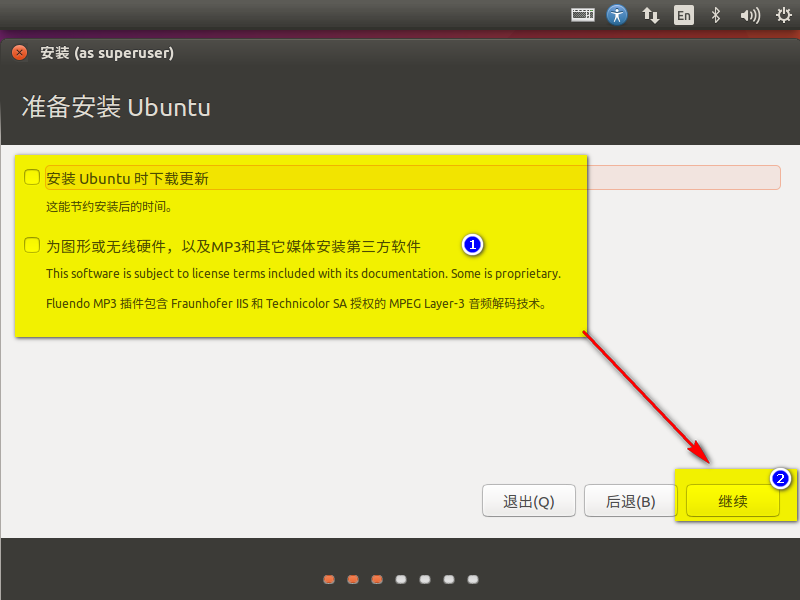 En
安装 (as superuser)
准备安装 Ubuntu
安装 Ubuntu 时下载更新
这能节约安装后的时间。
为图形或无线硬件，以及MP3和其它媒体安装第三方软件
1
This software is subject to license terms included with its documentation. Some is proprietary.
Fluendo MP3 插件包含 Fraunhofer IIS 和 Technicolor SA 授权的 MPEG Layer-3 音频解码技术。
2
退出(Q)
后退(B)
继续